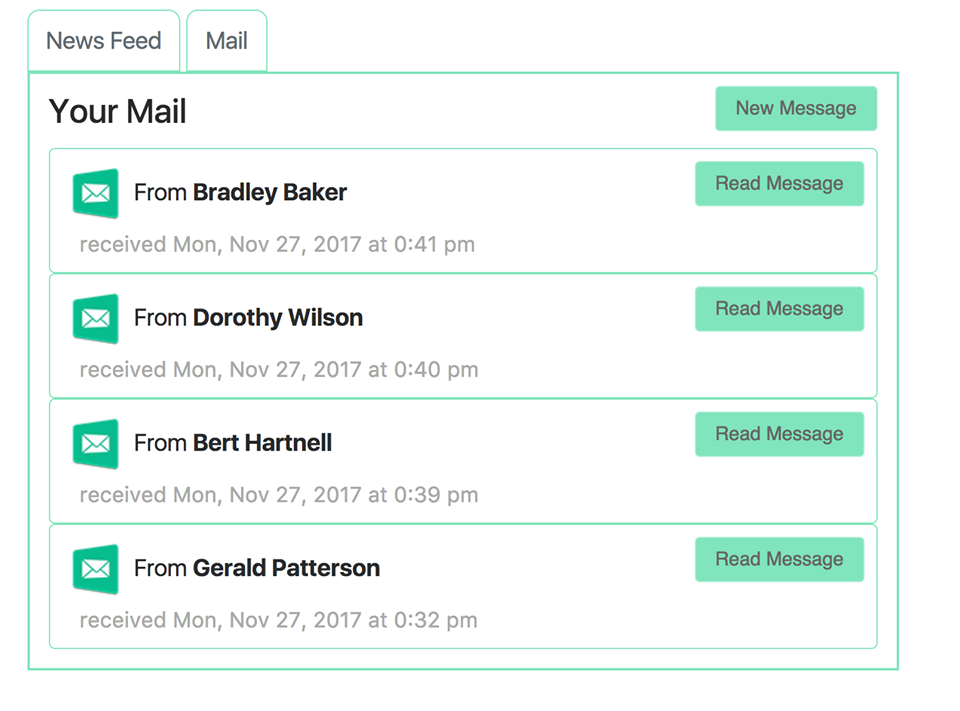 News Feed Mail
Your Mail New Message
From Bradley Baker Read Message
received Mon, Nov 27, 2017 at 0:41 pm
From Dorothy Wilson Read Message
received Mon, Nov 27, 2017 at 0:40 pm
From Bert Hartnell Read Message
received Mon, Nov 27, 2017 at 0:39 pm
From Gerald Patterson Read Message
received Mon, Nov 27, 2017 at 0:32 pm